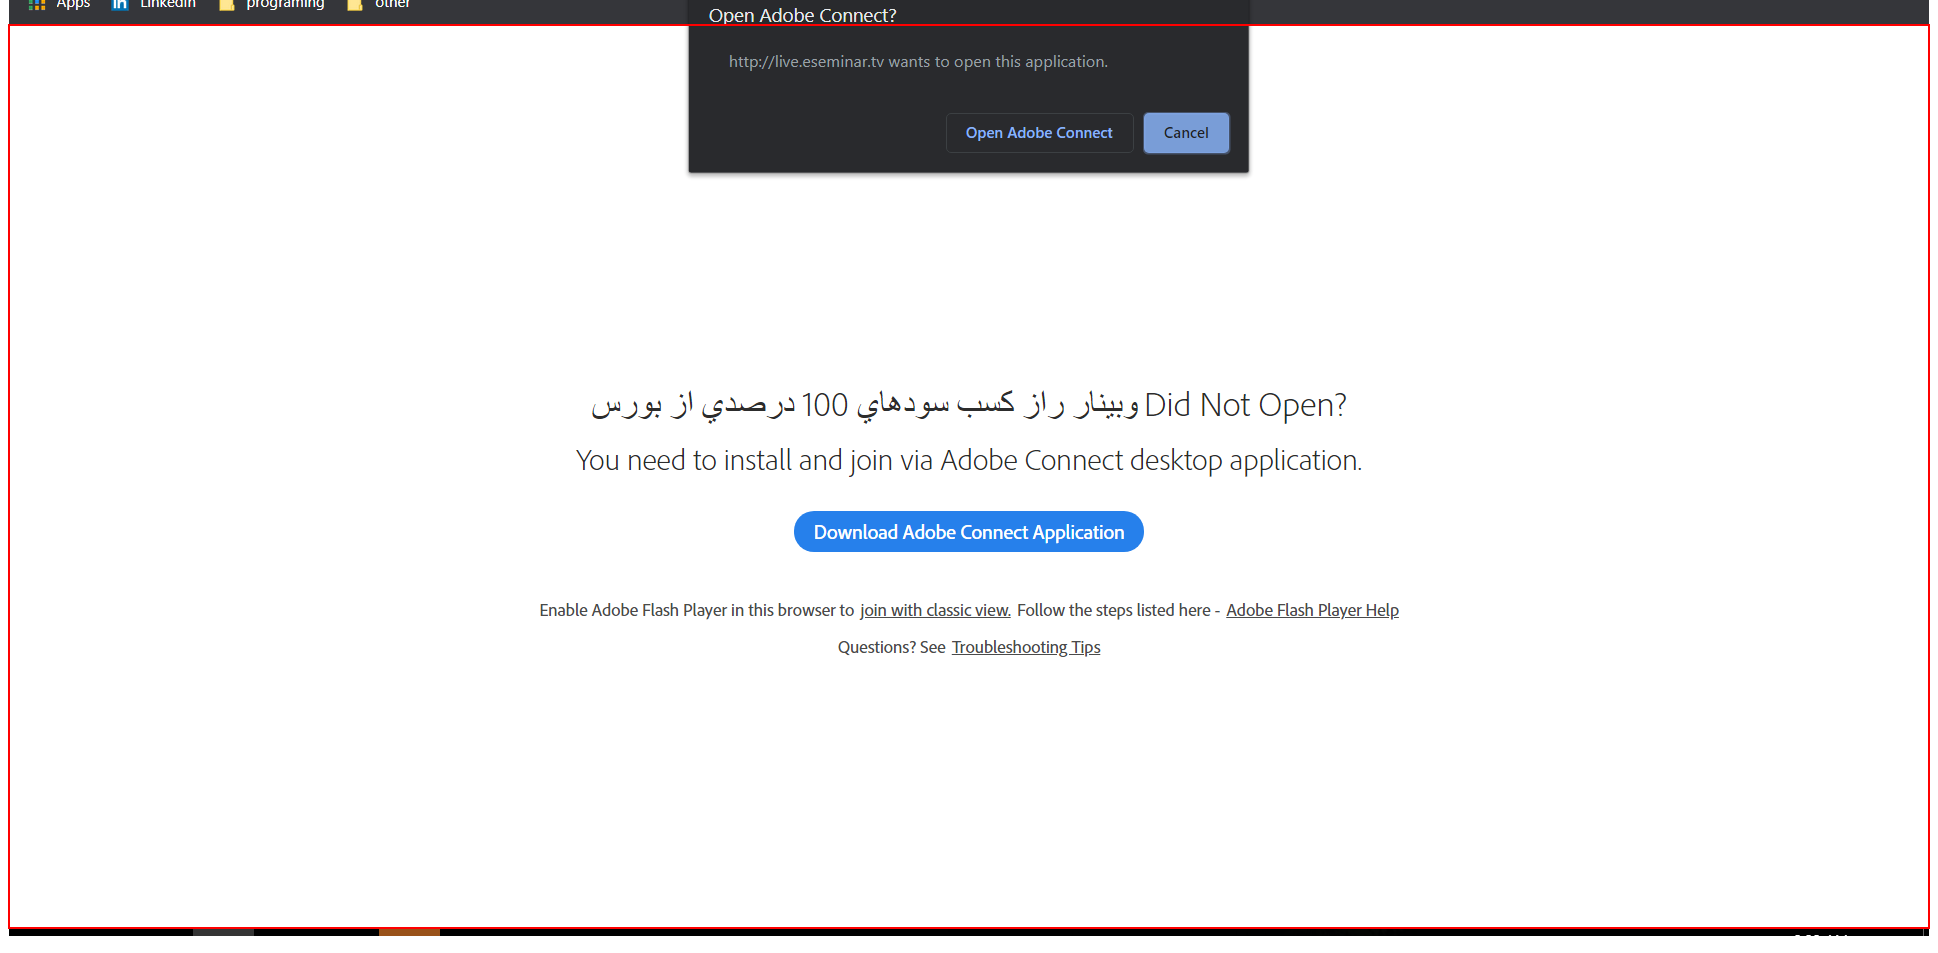 Apps LinkedIn programing other
Open Adobe Connect?
http://live.eseminar.tv wants to open this application.
Open Adobe Connect Cancel
وبينار راز كسب سودهاي 100 درصدي از بورس Did Not Open?
You need to install and join via Adobe Connect desktop application.
Download Adobe Connect Application
Enable Adobe Flash Player in this browser to join with classic view. Follow the steps listed here - Adobe Flash Player Help
Questions? See Troubleshooting Tips